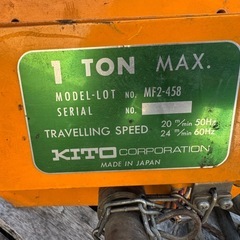 1 TON MAX.
MODEL-LOT NO. MF2-458
SERIAL NO.
TRAVELLING SPEED 20 m/min 50Hz
24 m/min 60Hz
KITO CORPORATION
MADE IN JAPAN